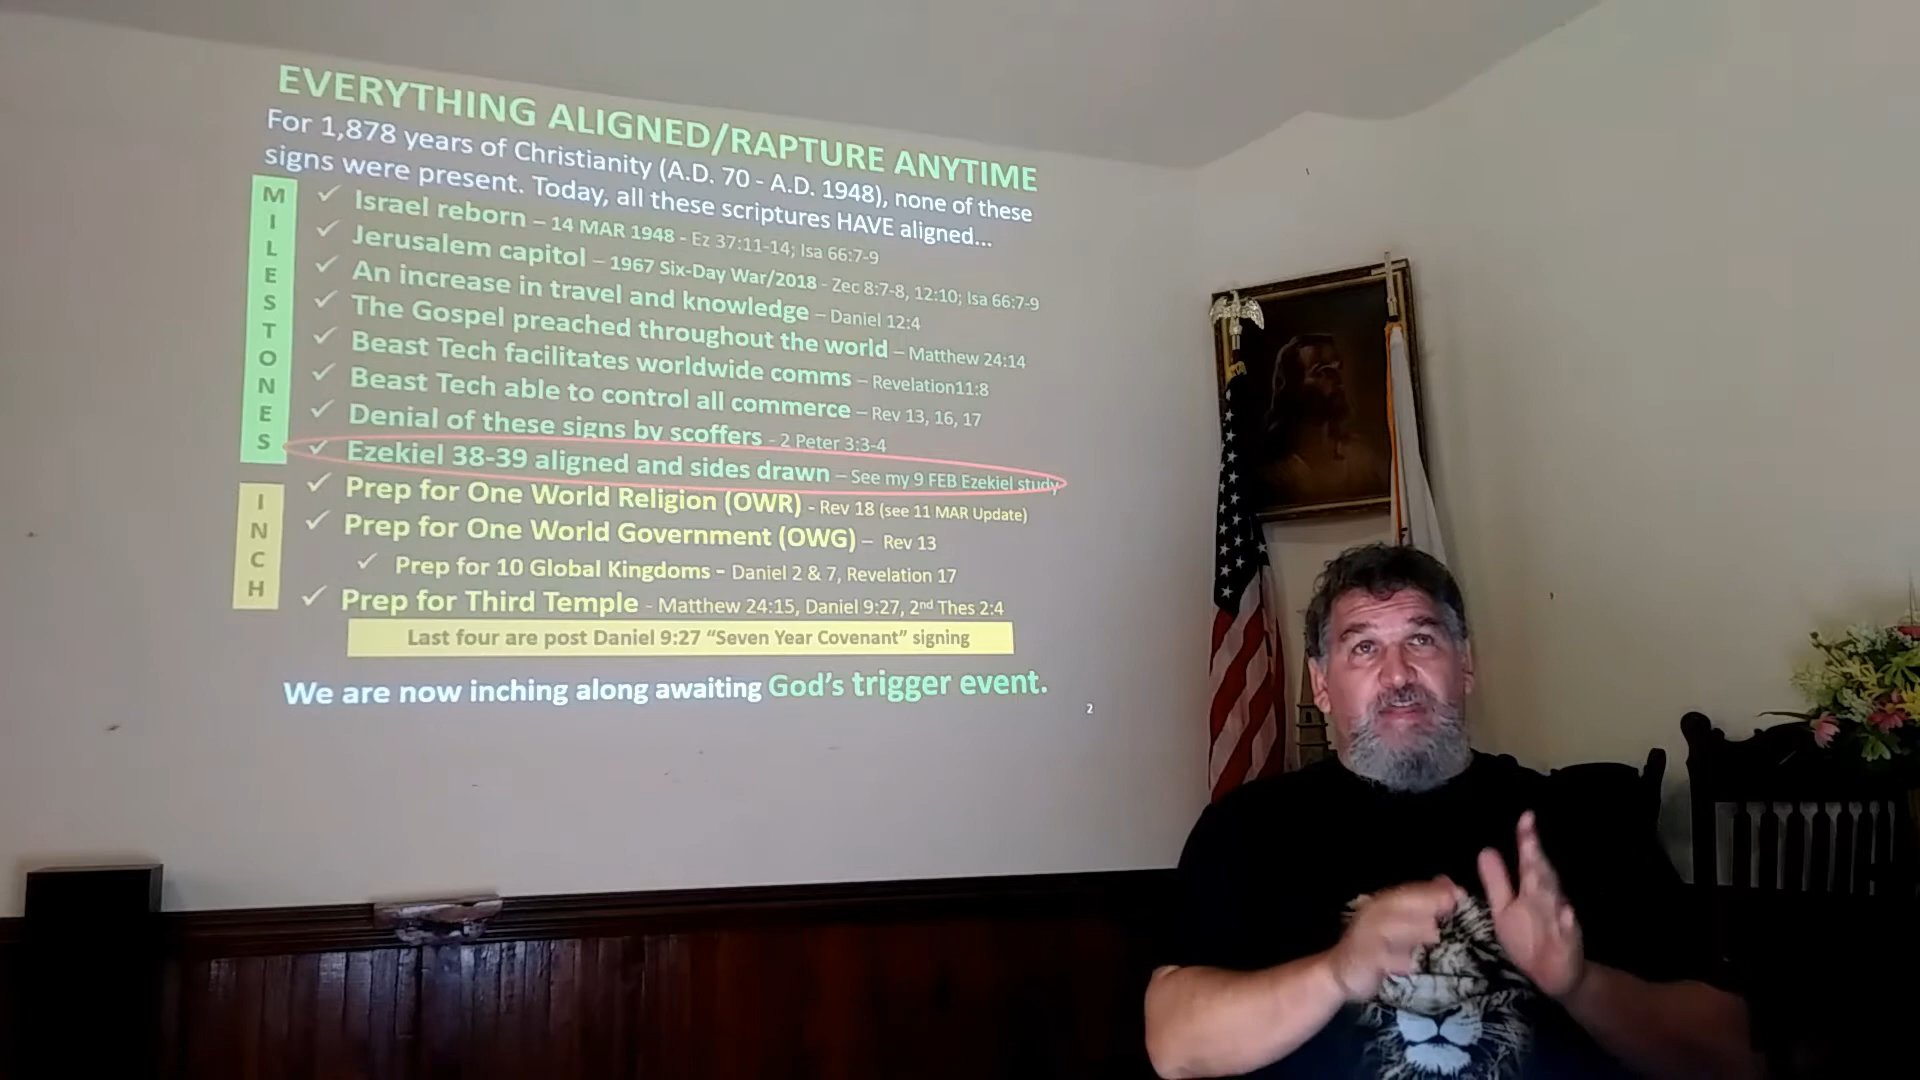 EVERYTHING ALIGNED/RAPTURE ANYTIME
For 1,878 years of Christianity (A.D. 70 - A.D. 1948), none of these
signs were present. Today, all these scriptures HAVE aligned...
MILESTONES
✓ Israel reborn – 14 MAR 1948 - Ez 37:11-14; Isa 66:7-9
✓ Jerusalem capitol – 1967 Six-Day War/2018 - Zec 8:7-8, 12:10; Isa 66:7-9
✓ An increase in travel and knowledge – Daniel 12:4
✓ The Gospel preached throughout the world – Matthew 24:14
✓ Beast Tech facilitates worldwide comms – Revelation11:8
✓ Beast Tech able to control all commerce – Rev 13, 16, 17
✓ Denial of these signs by scoffers - 2 Peter 3:3-4
✓ Ezekiel 38-39 aligned and sides drawn – See my 9 FEB Ezekiel study
INCH
✓ Prep for One World Religion (OWR) - Rev 18 (see 11 MAR Update)
✓ Prep for One World Government (OWG) – Rev 13
✓ Prep for 10 Global Kingdoms - Daniel 2 & 7, Revelation 17
✓ Prep for Third Temple - Matthew 24:15, Daniel 9:27, 2nd Thes 2:4
Last four are post Daniel 9:27 “Seven Year Covenant” signing
We are now inching along awaiting God’s trigger event.
2